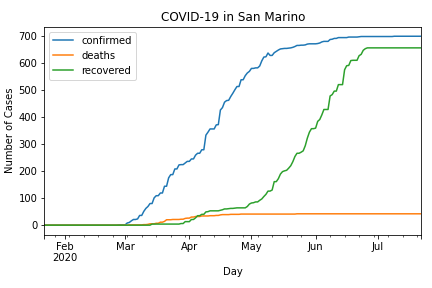 COVID-19 in San Marino
confirmed
deaths
recovered
Number of Cases
700
600
500
400
300
200
100
0
Feb
2020
Mar
Apr
May
Jun
Jul
Day